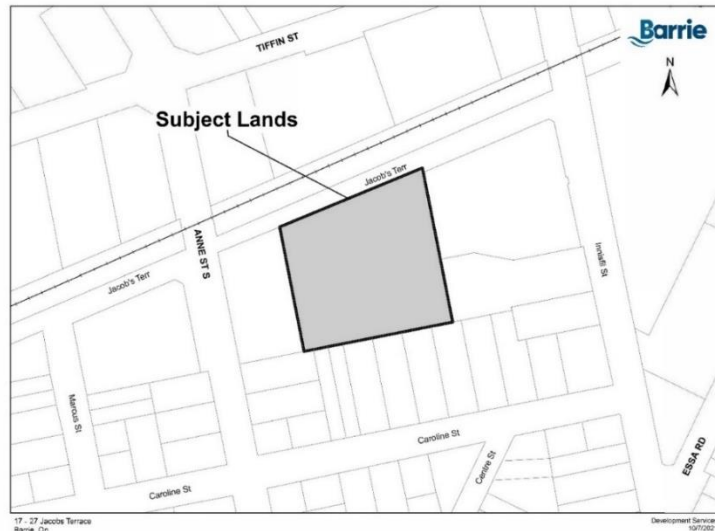 Barrie
N
TIFFIN ST
Subject Lands
Jacob's Terr
ANNE ST S
Innisfil St
Jacob's Terr
Marcus St
Caroline St
Caroline St
Centre St
ESSA RD
17 - 27 Jacobs Terrace
Barrie, On
Development Service